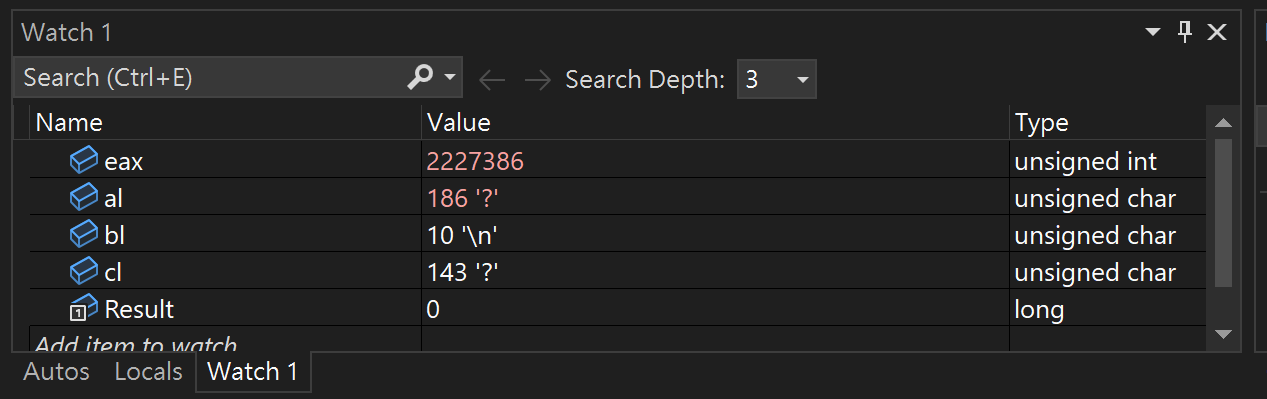 Watch 1
Search (Ctrl+E) Search Depth: 3
Name Value Type
eax 2227386 unsigned int
al 186 '?' unsigned char
bl 10 '\n' unsigned char
cl 143 '?' unsigned char
1 Result 0 long
Add item to watch
Autos Locals Watch 1